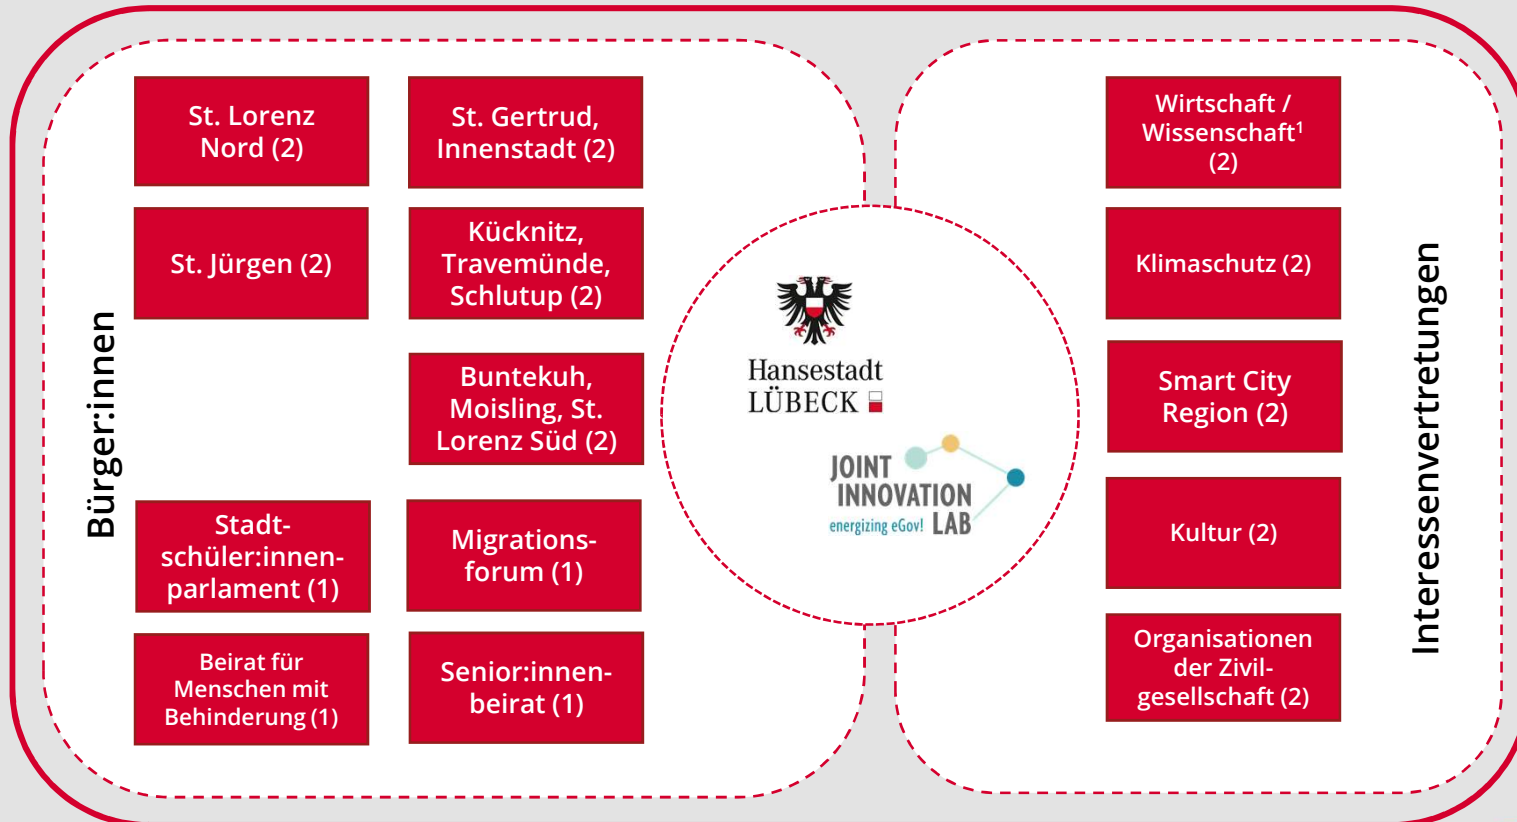 Bürger:innen
St. Lorenz
Nord (2)
St. Gertrud,
Innenstadt (2)
St. Jürgen (2)
Kücknitz,
Travemünde,
Schlutup (2)
Buntekuh,
Moisling, St.
Lorenz Süd (2)
Stadt-
schüler:innen-
parlament (1)
Migrations-
forum (1)
Beirat für
Menschen mit
Behinderung (1)
Senior:innen-
beirat (1)
Hansestadt
LÜBECK
JOINT
INNOVATION
energizing eGov! LAB
Wirtschaft /
Wissenschaft¹
(2)
Klimaschutz (2)
Smart City
Region (2)
Kultur (2)
Organisationen
der Zivil-
gesellschaft (2)
Interessenvertretungen